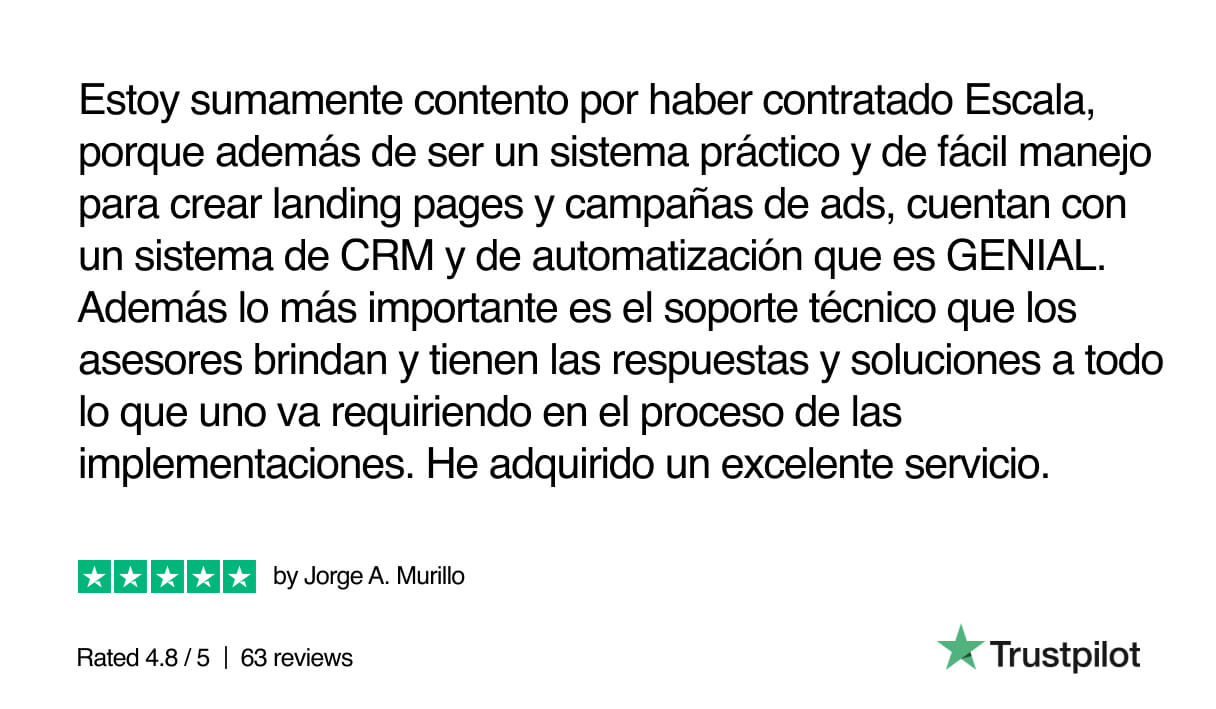 Estoy sumamente contento por haber contratado Escala,
porque además de ser un sistema práctico y de fácil manejo
para crear landing pages y campañas de ads, cuentan con
un sistema de CRM y de automatización que es GENIAL.
Además lo más importante es el soporte técnico que los
asesores brindan y tienen las respuestas y soluciones a todo
lo que uno va requiriendo en el proceso de las
implementaciones. He adquirido un excelente servicio.
by Jorge A. Murillo
Rated 4.8 / 5 | 63 reviews
Trustpilot